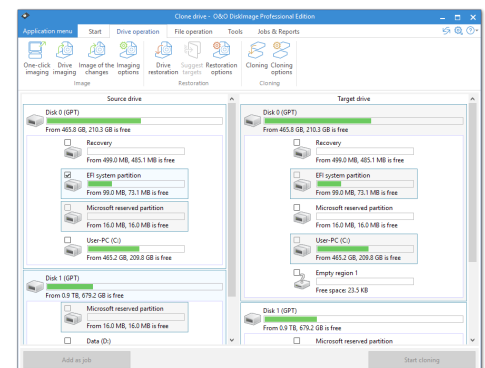 Clone drive - O&O DiskImage Professional Edition
Application menu Start Drive operation File operation Tools Jobs & Reports
One-click imaging
Drive imaging
Image of the changes
Imaging options
Drive restoration
Suggest targets
Restoration options
Cloning
Cloning options
Image Restoration Cloning
Source drive
Disk 0 (GPT)
From 465.8 GB, 210.3 GB is free
Recovery
From 499.0 MB, 485.1 MB is free
EFI system partition
From 99.0 MB, 73.1 MB is free
Microsoft reserved partition
From 16.0 MB, 16.0 MB is free
User-PC (C:)
From 465.2 GB, 209.8 GB is free
Disk 1 (GPT)
From 0.9 TB, 679.2 GB is free
Microsoft reserved partition
From 16.0 MB, 16.0 MB is free
Data (D:)
Target drive
Disk 0 (GPT)
From 465.8 GB, 210.3 GB is free
Recovery
From 499.0 MB, 485.1 MB is free
EFI system partition
From 99.0 MB, 73.1 MB is free
Microsoft reserved partition
From 16.0 MB, 16.0 MB is free
User-PC (C:)
From 465.2 GB, 209.8 GB is free
Empty region 1
Free space: 23.5 KB
Disk 1 (GPT)
From 0.9 TB, 679.2 GB is free
Microsoft reserved partition
Add as job
Start cloning